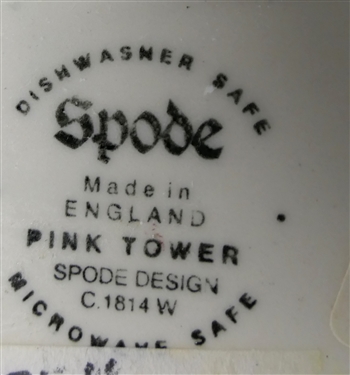 DISHWASHER SAFE
Spode
Made in
ENGLAND
PINK TOWER
SPODE DESIGN
C.1814 W
MICROWAVE SAFE